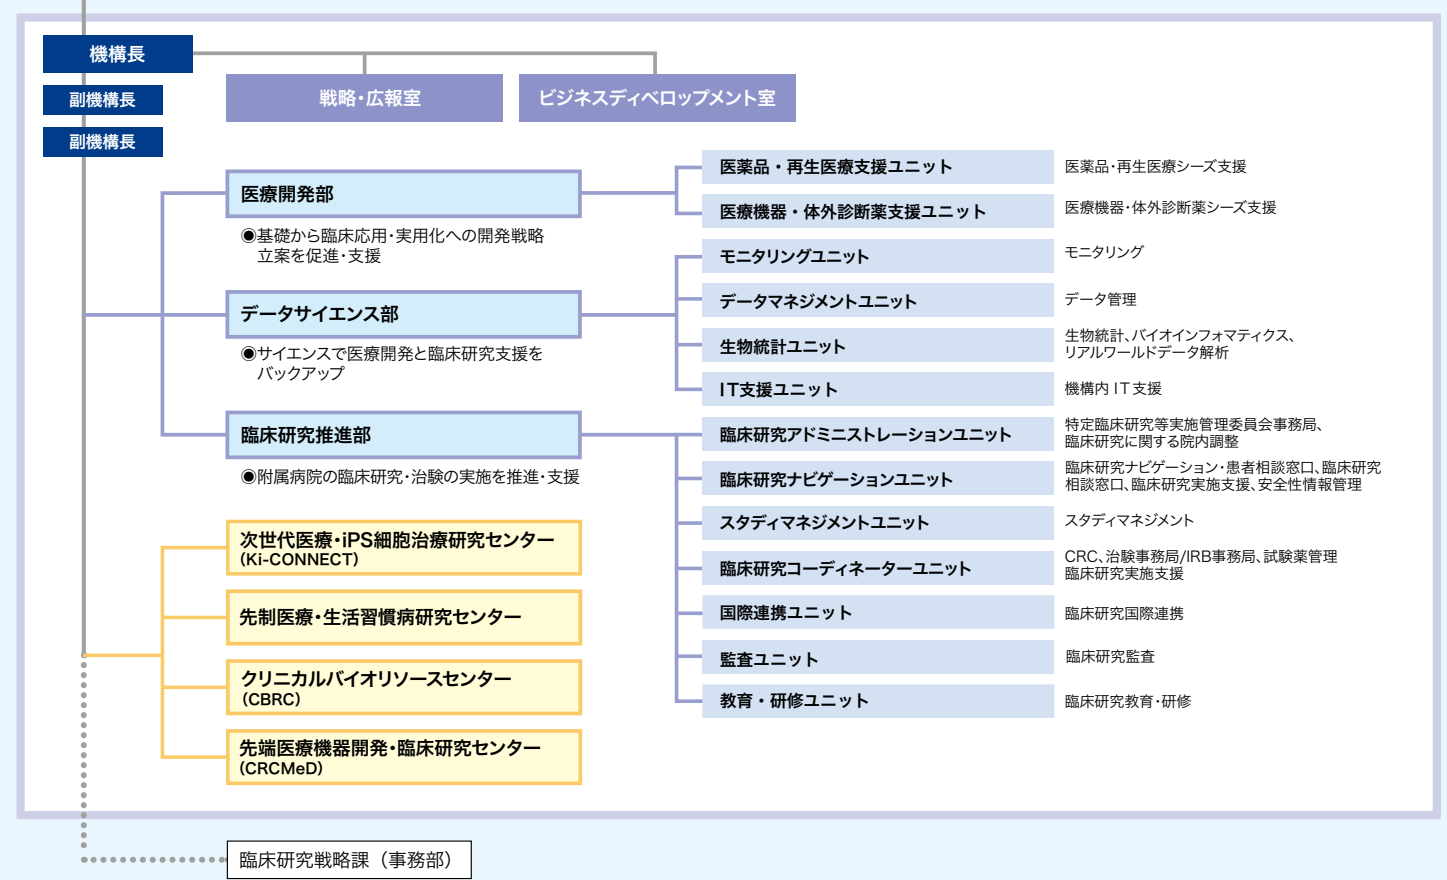 機構長
副機構長
副機構長
戦略・広報室
ビジネスディベロップメント室
医療開発部
◉基礎から臨床応用・実用化への開発戦略
立案を促進・支援
医薬品・再生医療支援ユニット
医薬品・再生医療シーズ支援
医療機器・体外診断薬支援ユニット
医療機器・体外診断薬シーズ支援
データサイエンス部
◉サイエンスで医療開発と臨床研究支援を
バックアップ
モニタリングユニット
モニタリング
データマネジメントユニット
データ管理
生物統計ユニット
生物統計、バイオインフォマティクス、
リアルワールドデータ解析
IT支援ユニット
機構内 IT 支援
臨床研究推進部
◉附属病院の臨床研究・治験の実施を推進・支援
臨床研究アドミニストレーションユニット
特定臨床研究等実施管理委員会事務局、
臨床研究に関する院内調整
臨床研究ナビゲーションユニット
臨床研究ナビゲーション・患者相談窓口、臨床研究
相談窓口、臨床研究実施支援、安全性情報管理
スタディマネジメントユニット
スタディマネジメント
臨床研究コーディネーターユニット
CRC、治験事務局/IRB事務局、試験薬管理
臨床研究実施支援
国際連携ユニット
臨床研究国際連携
監査ユニット
臨床研究監査
教育・研修ユニット
臨床研究教育・研修
次世代医療・iPS細胞治療研究センター
(Ki-CONNECT)
先制医療・生活習慣病研究センター
クリニカルバイオリソースセンター
(CBRC)
先端医療機器開発・臨床研究センター
(CRCMeD)
臨床研究戦略課（事務部）